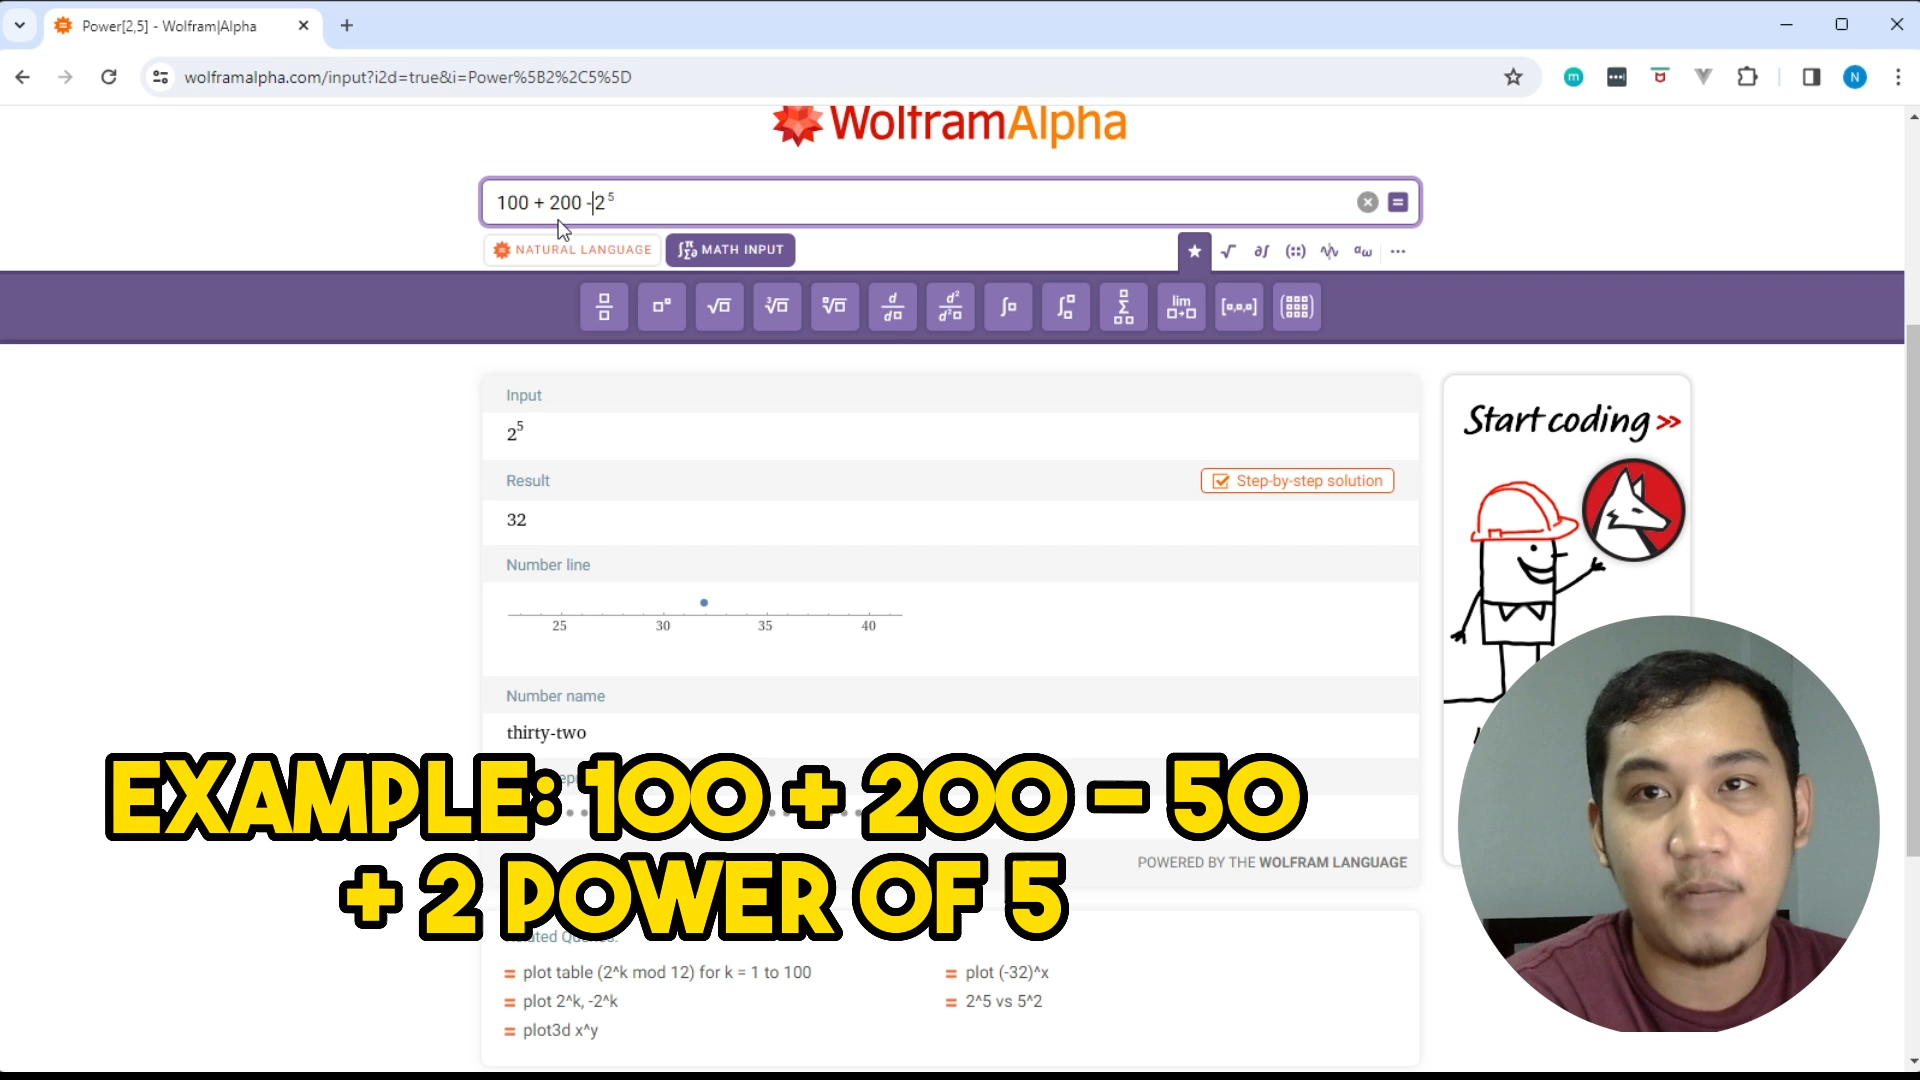 Power[2,5] - Wolfram|Alpha
wolframalpha.com/input?i2d=true&i=Power%5B2%2C5%5D
m
N
WolframAlpha
100 + 200 -2⁵
NATURAL LANGUAGE
MATH INPUT
Input
2⁵
Result
Step-by-step solution
32
Number line
25 30 35 40
Number name
thirty-two
EXAMPLE: 100 + 200 – 50
+ 2 POWER OF 5
POWERED BY THE WOLFRAM LANGUAGE
plot table (2^k mod 12) for k = 1 to 100
plot (-32)^x
plot 2^k, -2^k
2^5 vs 5^2
plot3d x^y
Start coding »